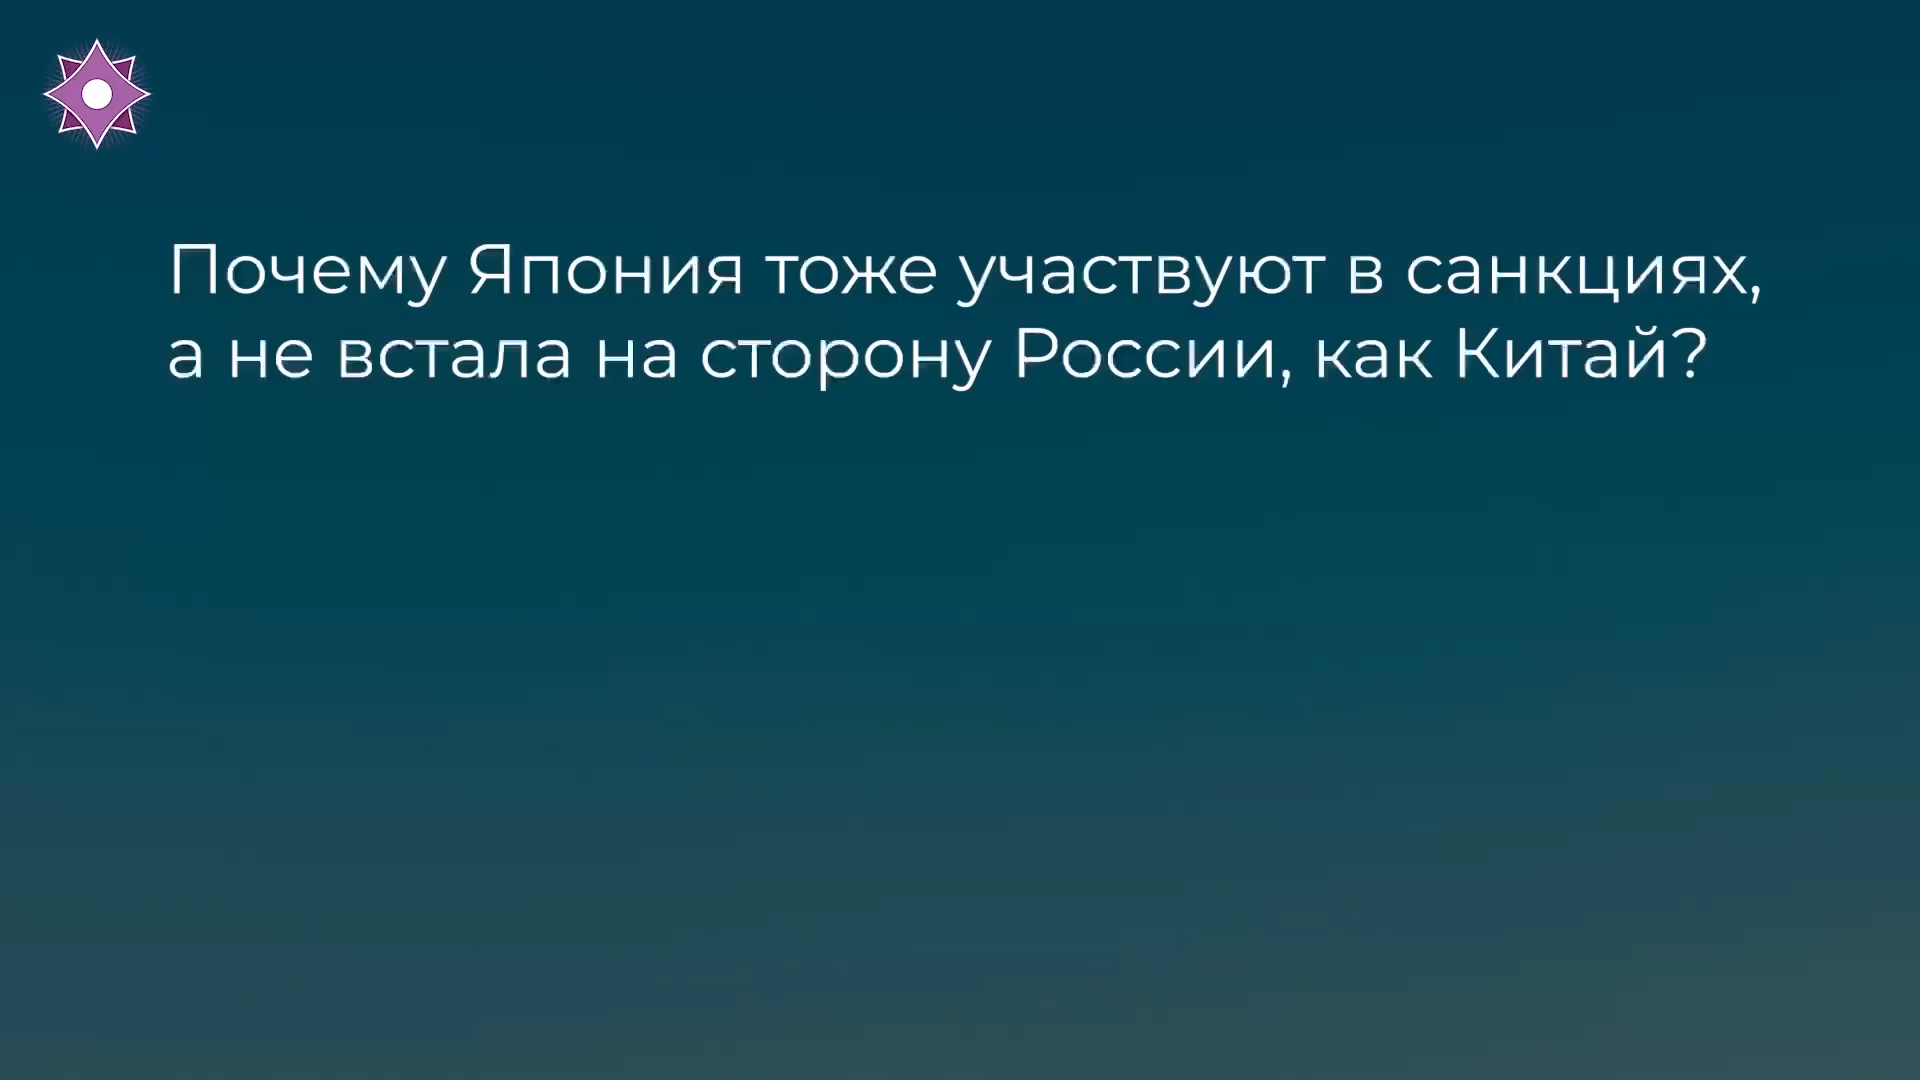 Почему Япония тоже участвуют в санкциях,
а не встала на сторону России, как Китай?